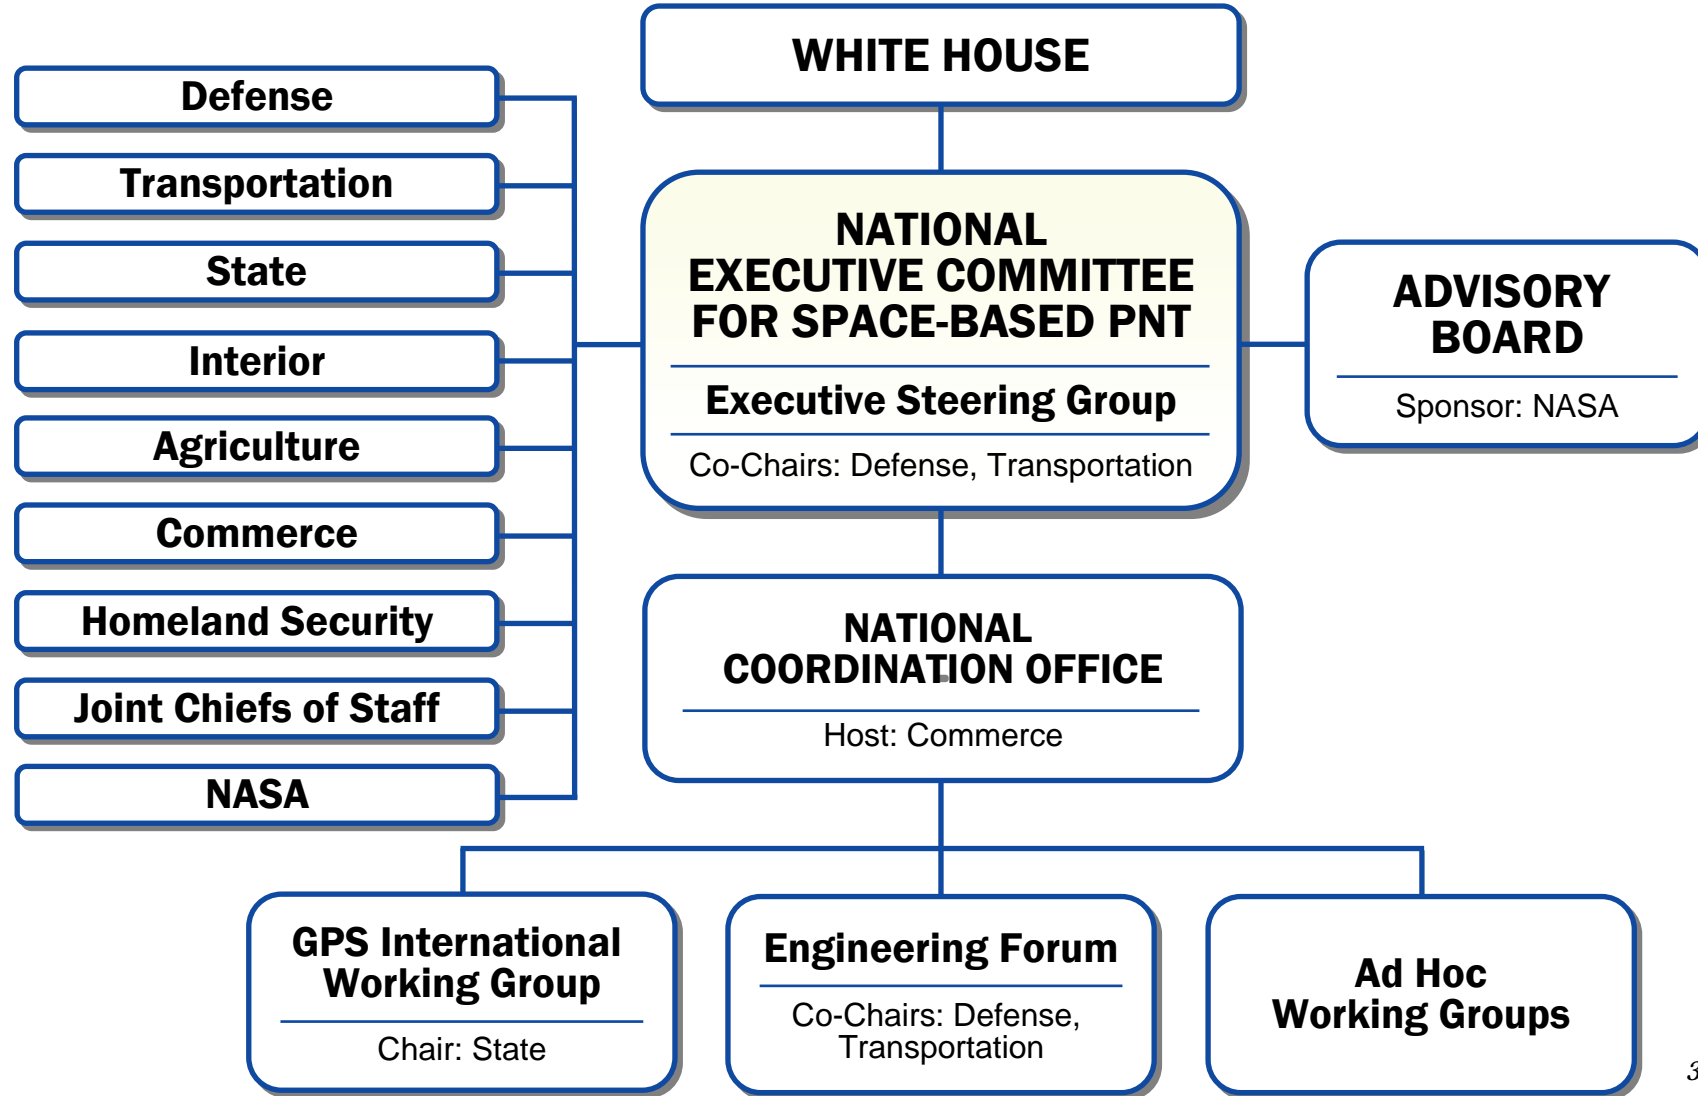 WHITE HOUSE
Defense
Transportation
State
Interior
Agriculture
Commerce
Homeland Security
Joint Chiefs of Staff
NASA
NATIONAL
EXECUTIVE COMMITTEE
FOR SPACE-BASED PNT
Executive Steering Group
Co-Chairs: Defense, Transportation
ADVISORY
BOARD
Sponsor: NASA
NATIONAL
COORDINATION OFFICE
Host: Commerce
GPS International
Working Group
Chair: State
Engineering Forum
Co-Chairs: Defense,
Transportation
Ad Hoc
Working Groups
3